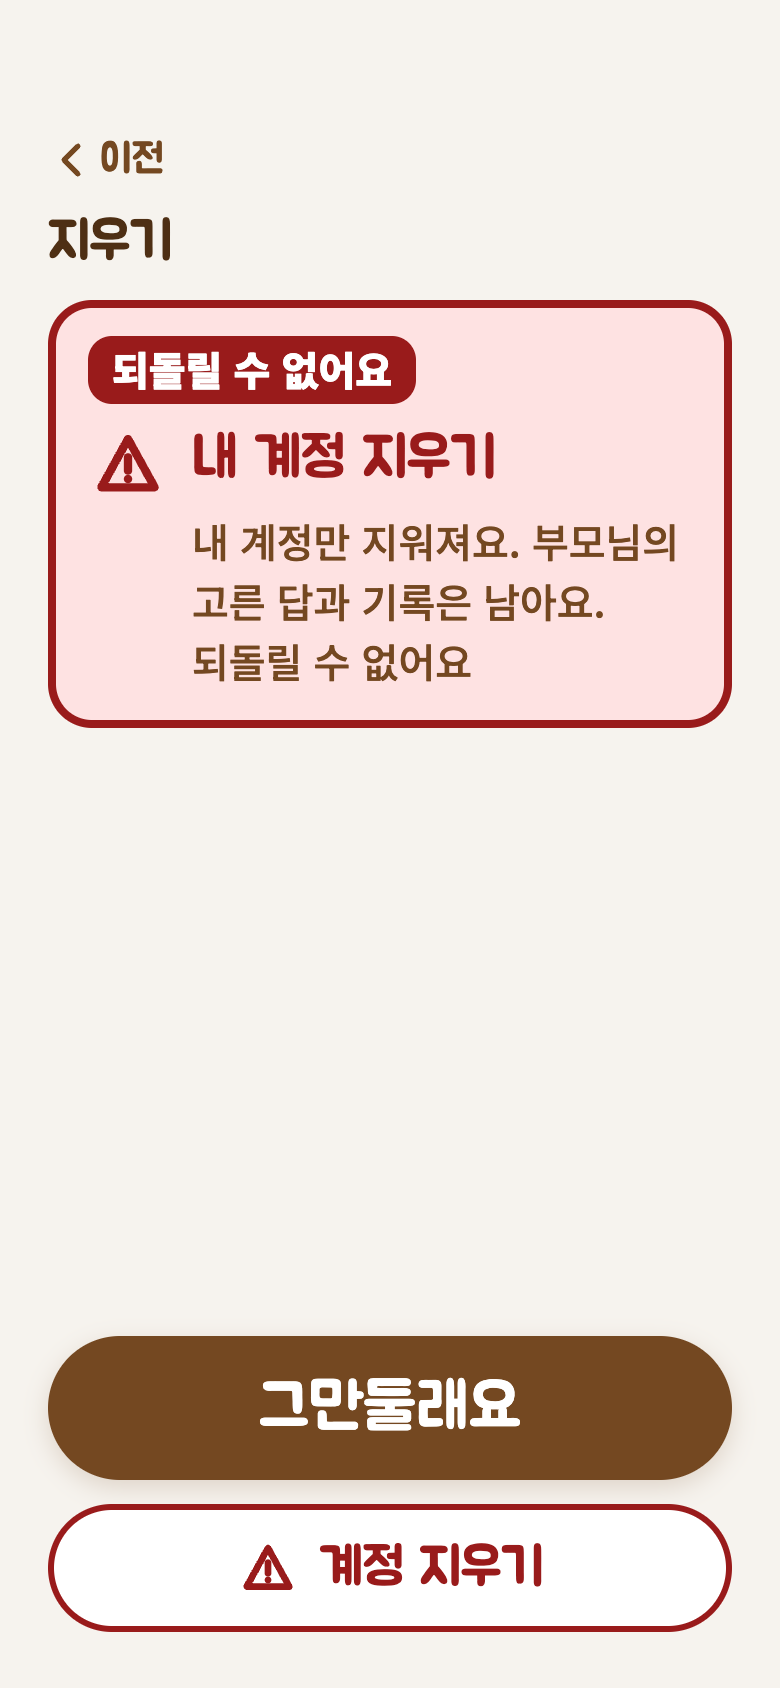 이전
지우기
되돌릴 수 없어요
내 계정 지우기
내 계정만 지워져요. 부모님의
고른 답과 기록은 남아요.
되돌릴 수 없어요
그만둘래요
계정 지우기